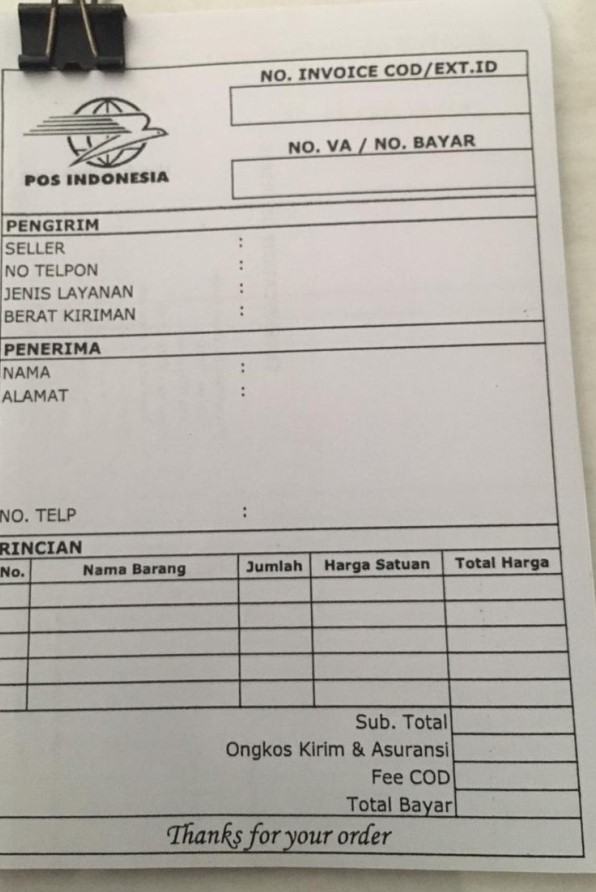 NO. INVOICE COD/EXT.ID
POS INDONESIA
NO. VA / NO. BAYAR
PENGIRIM
SELLER :
NO TELPON :
JENIS LAYANAN :
BERAT KIRIMAN :
PENERIMA
NAMA :
ALAMAT :
NO. TELP :
RINCIAN
No. Nama Barang Jumlah Harga Satuan Total Harga
Sub. Total
Ongkos Kirim & Asuransi
Fee COD
Total Bayar
Thanks for your order